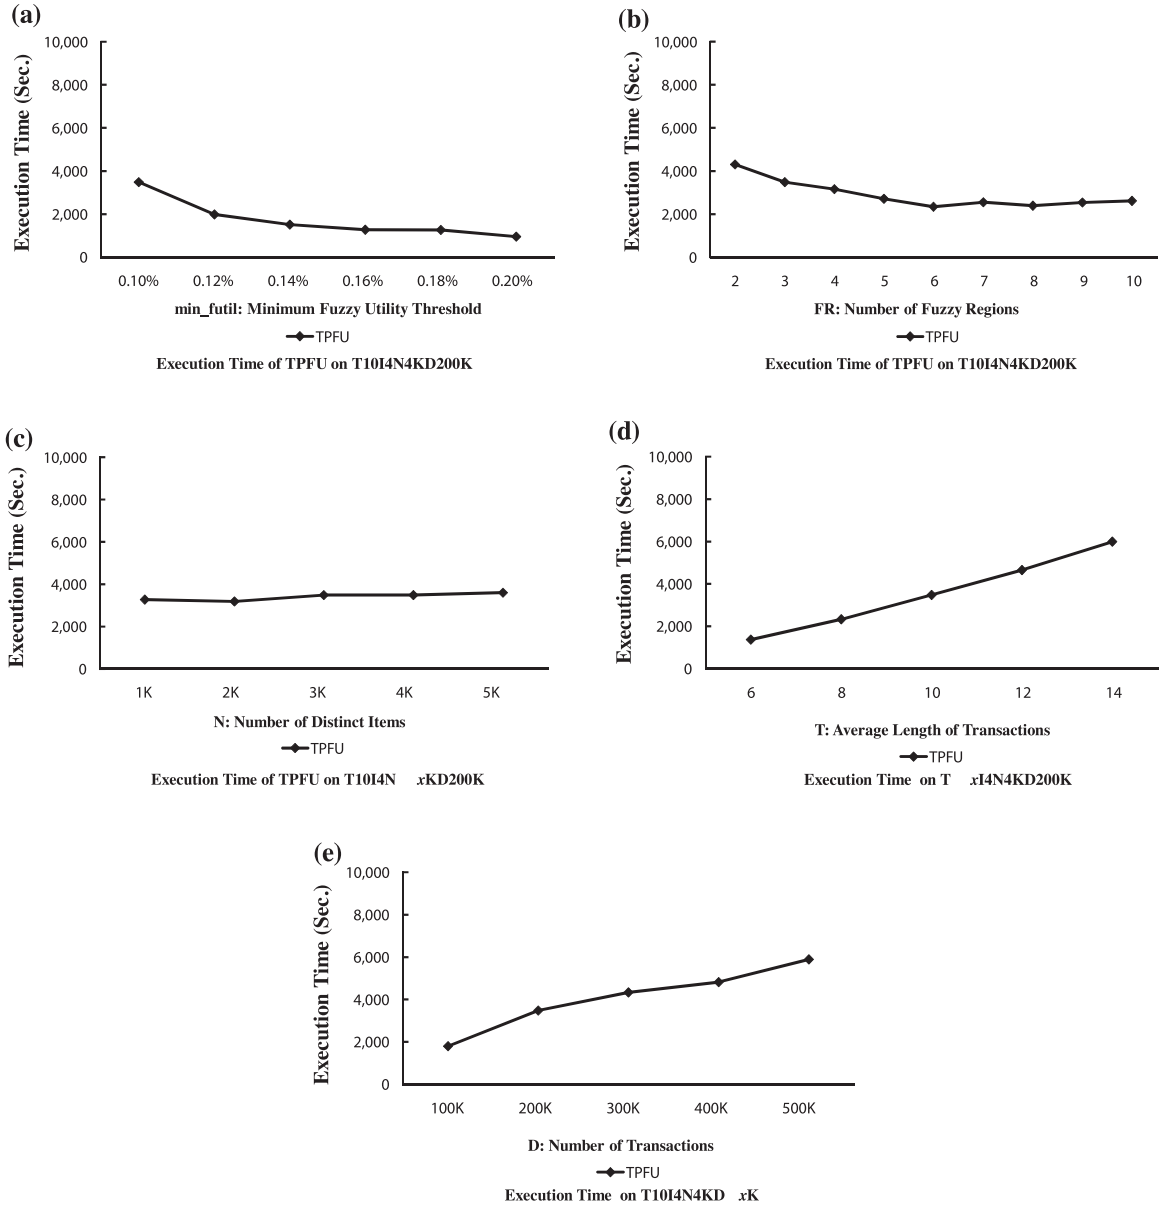 (a)
10,000
8,000
6,000
4,000
2,000
0
Execution Time (Sec.)
0.10% 0.12% 0.14% 0.16% 0.18% 0.20%
min_futil: Minimum Fuzzy Utility Threshold
TPFU
Execution Time of TPFU on T10I4N4KD200K
(b)
10,000
8,000
6,000
4,000
2,000
0
Execution Time (Sec.)
2 3 4 5 6 7 8 9 10
FR: Number of Fuzzy Regions
TPFU
Execution Time of TPFU on T10I4N4KD200K
(c)
10,000
8,000
6,000
4,000
2,000
0
Execution Time (Sec.)
1K 2K 3K 4K 5K
N: Number of Distinct Items
TPFU
Execution Time of TPFU on T10I4N xKD200K
(d)
10,000
8,000
6,000
4,000
2,000
0
Execution Time (Sec.)
6 8 10 12 14
T: Average Length of Transactions
TPFU
Execution Time on T xI4N4KD200K
(e)
10,000
8,000
6,000
4,000
2,000
0
Execution Time (Sec.)
100K 200K 300K 400K 500K
D: Number of Transactions
TPFU
Execution Time on T10I4N4KD xK